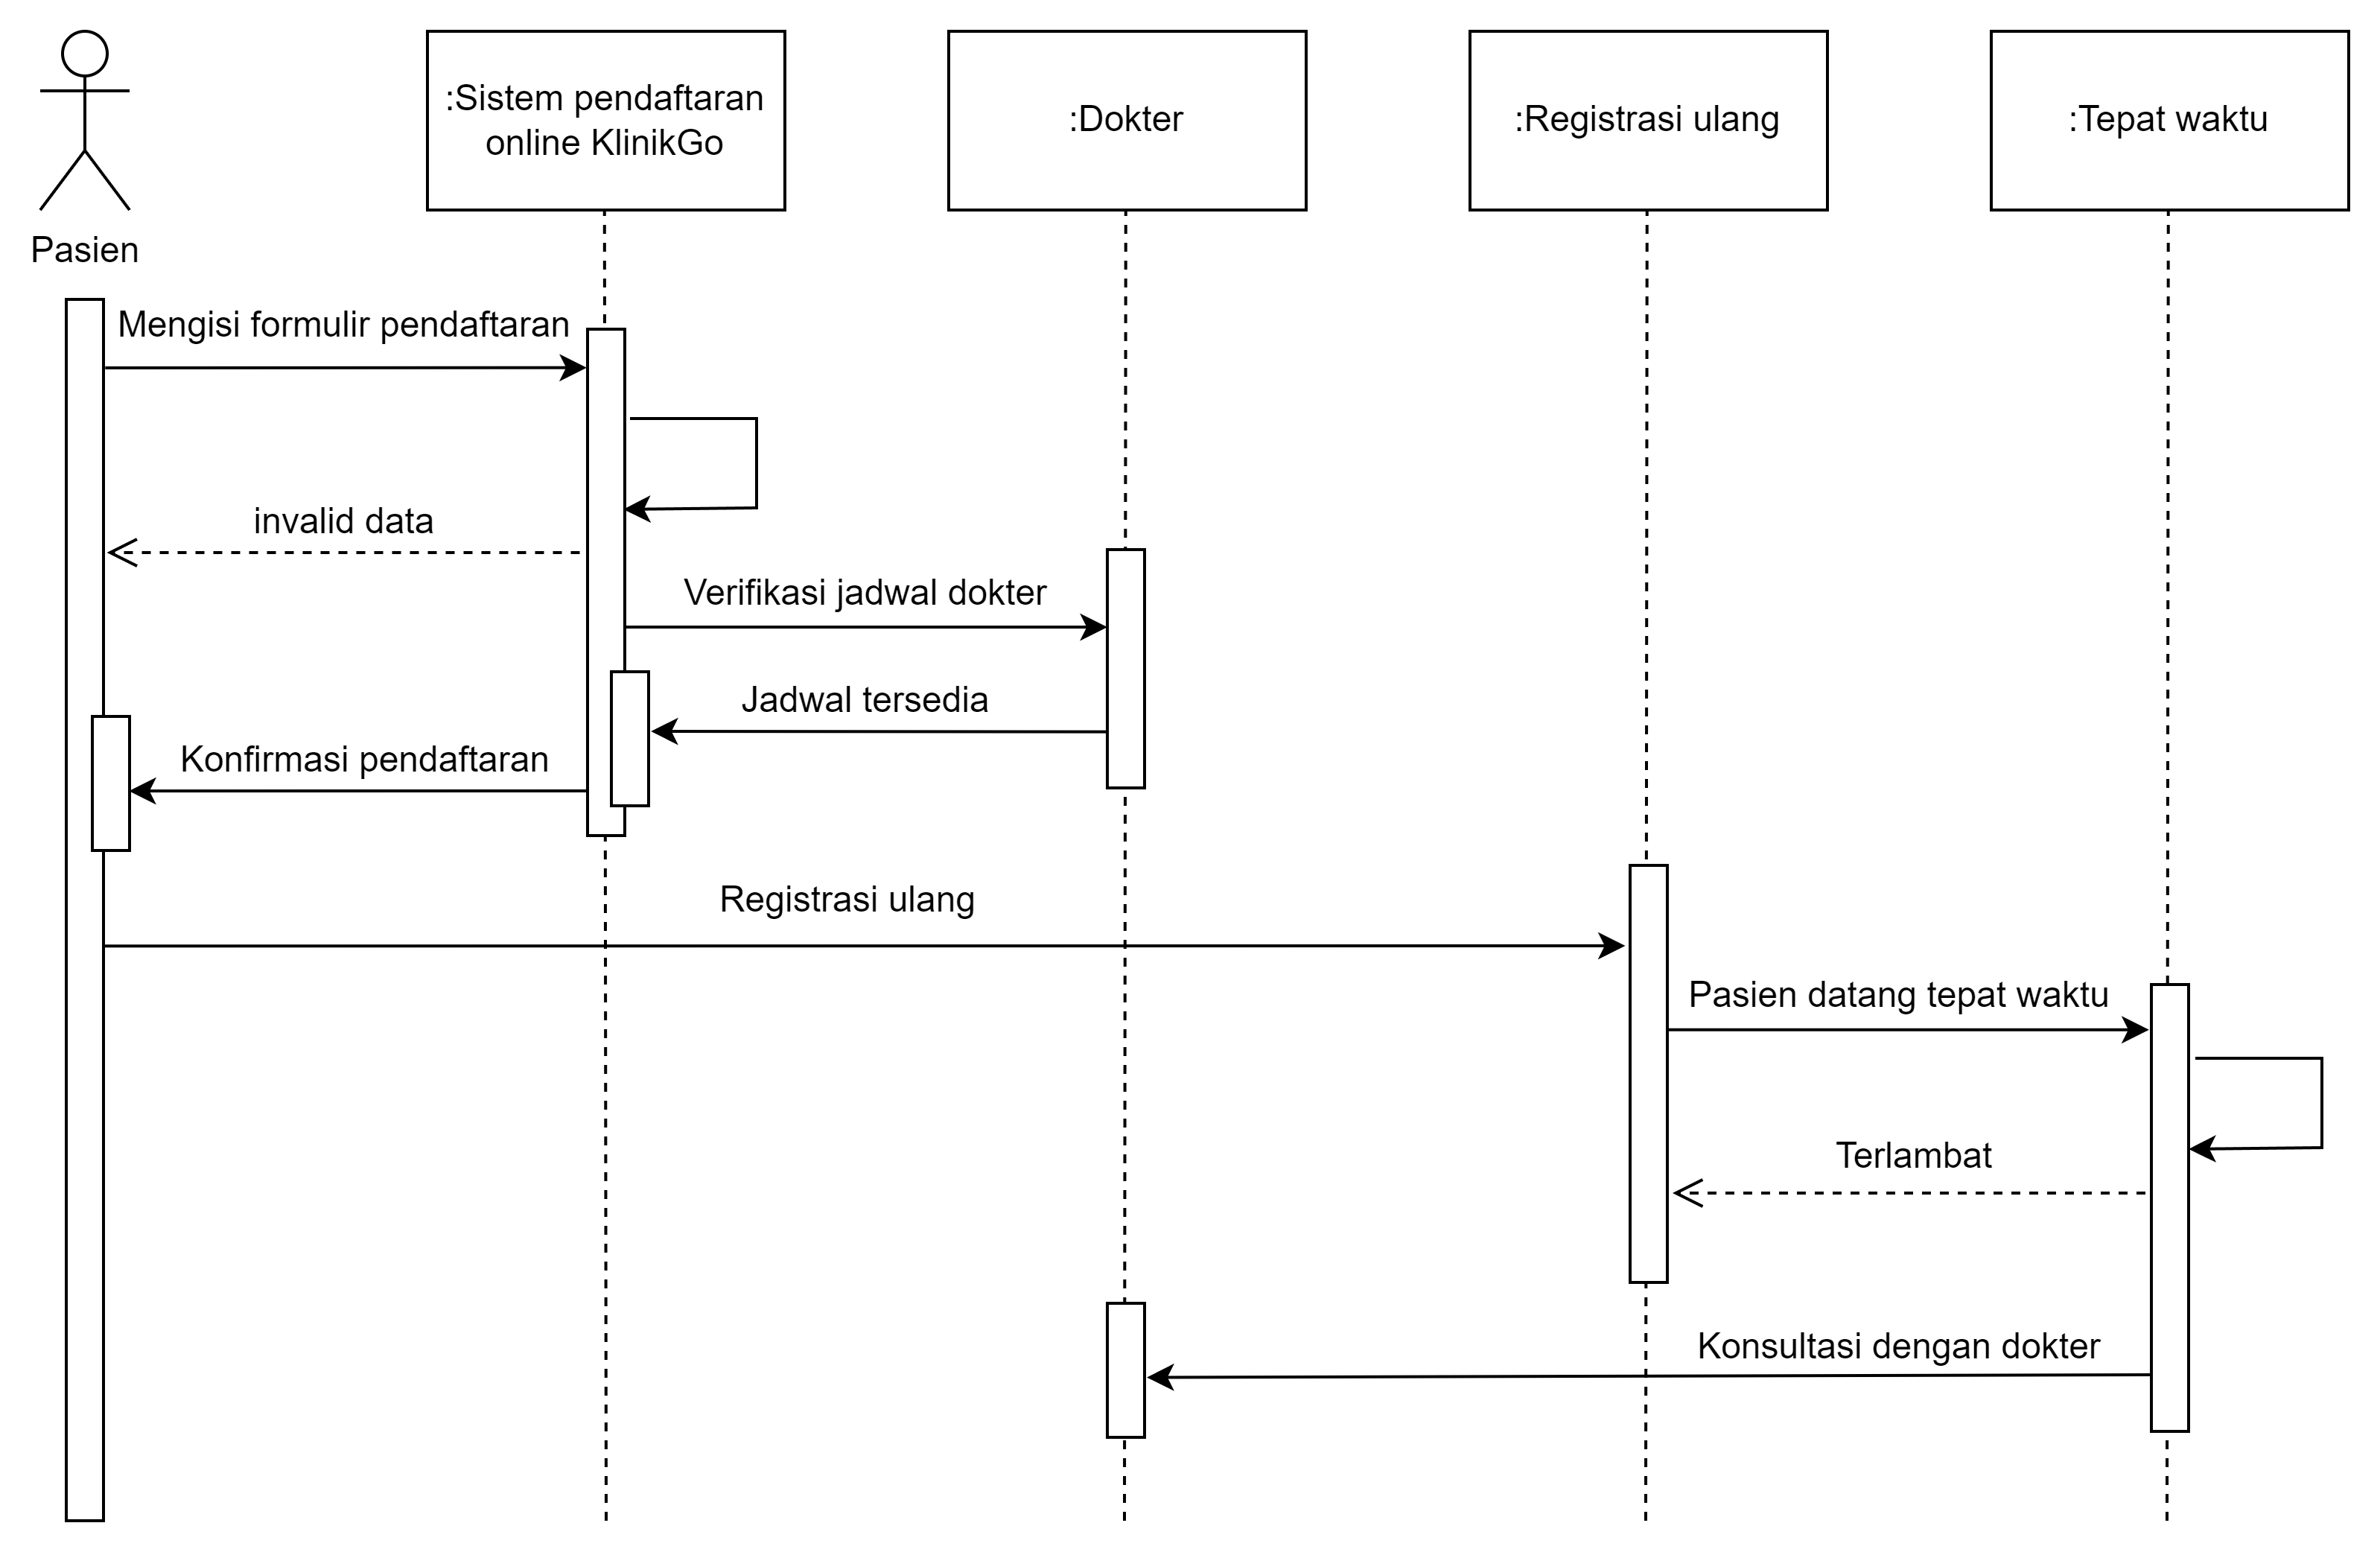 :Sistem pendaftaran
online KlinikGo
:Dokter
:Registrasi ulang
:Tepat waktu
Pasien
Mengisi formulir pendaftaran
invalid data
Verifikasi jadwal dokter
Jadwal tersedia
Konfirmasi pendaftaran
Registrasi ulang
Pasien datang tepat waktu
Terlambat
Konsultasi dengan dokter